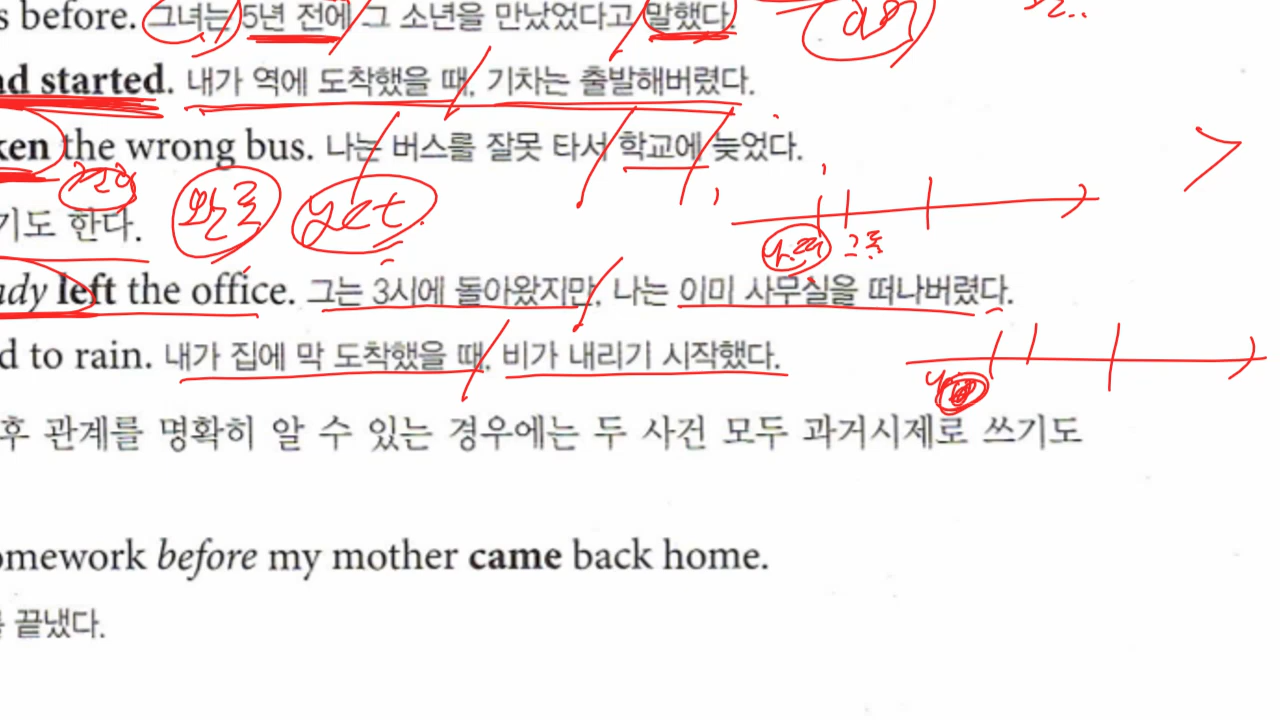 s before. 그녀는 5년 전에 그 소년을 만났었다고 말했다.
ad started. 내가 역에 도착했을 때, 기차는 출발해버렸다.
ken the wrong bus. 나는 버스를 잘못 타서 학교에 늦었다.
기도 한다. 완료 yet
ady left the office. 그는 3시에 돌아왔지만, 나는 이미 사무실을 떠나버렸다.
d to rain. 내가 집에 막 도착했을 때, 비가 내리기 시작했다.
후 관계를 명확히 알 수 있는 경우에는 두 사건 모두 과거시제로 쓰기도
omework before my mother came back home.
를 끝냈다.